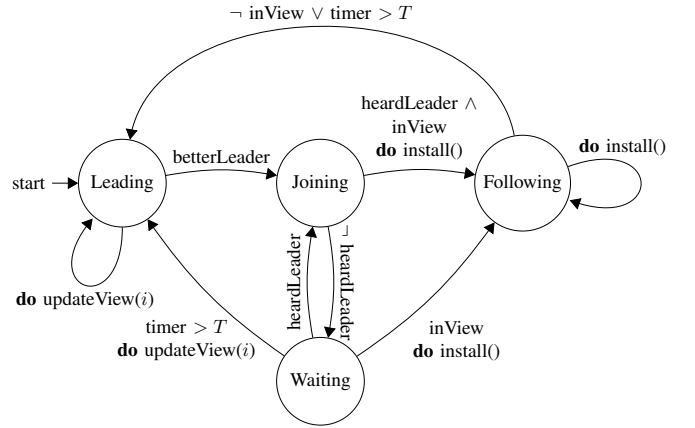 ¬ inView ∨ timer > T
heardLeader ∧
inView
do install()
do install()
betterLeader
start
Leading
Joining
Following
heardLeader
¬ heardLeader
do updateView(i)
timer > T
do updateView(i)
inView
do install()
Waiting